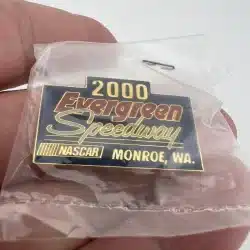 2000
Evergreen
Speedway
NASCAR MONROE, WA.